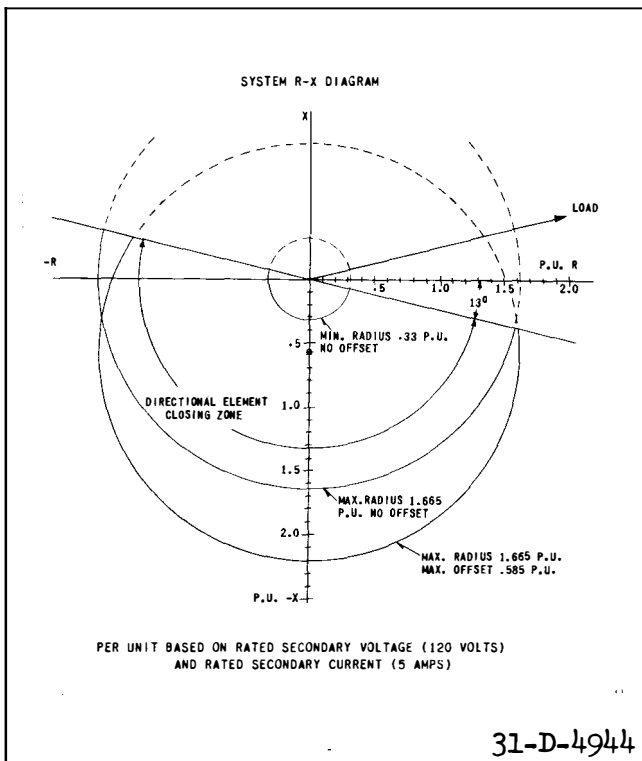 SYSTEM R-X DIAGRAM
X
LOAD
-R
P.U. R
.5
1.0
1.5
2.0
13º
MIN. RADIUS .33 P.U.
NO OFFSET
.5
DIRECTIONAL ELEMENT
CLOSING ZONE
1.0
1.5
MAX.RADIUS 1.665
P.U. NO OFFSET
2.0
MAX. RADIUS 1.665 P.U.
MAX. OFFSET .585 P.U.
P.U. -X
PER UNIT BASED ON RATED SECONDARY VOLTAGE (120 VOLTS)
AND RATED SECONDARY CURRENT (5 AMPS)
31-D-4944